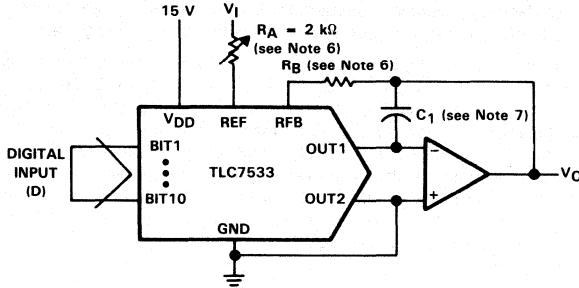 15 V
VI
RA = 2 kΩ
(see Note 6)
RB (see Note 6)
VDD
REF
RFB
C1 (see Note 7)
DIGITAL
INPUT
(D)
BIT1
BIT10
TLC7533
OUT1
OUT2
GND
−
+
VO